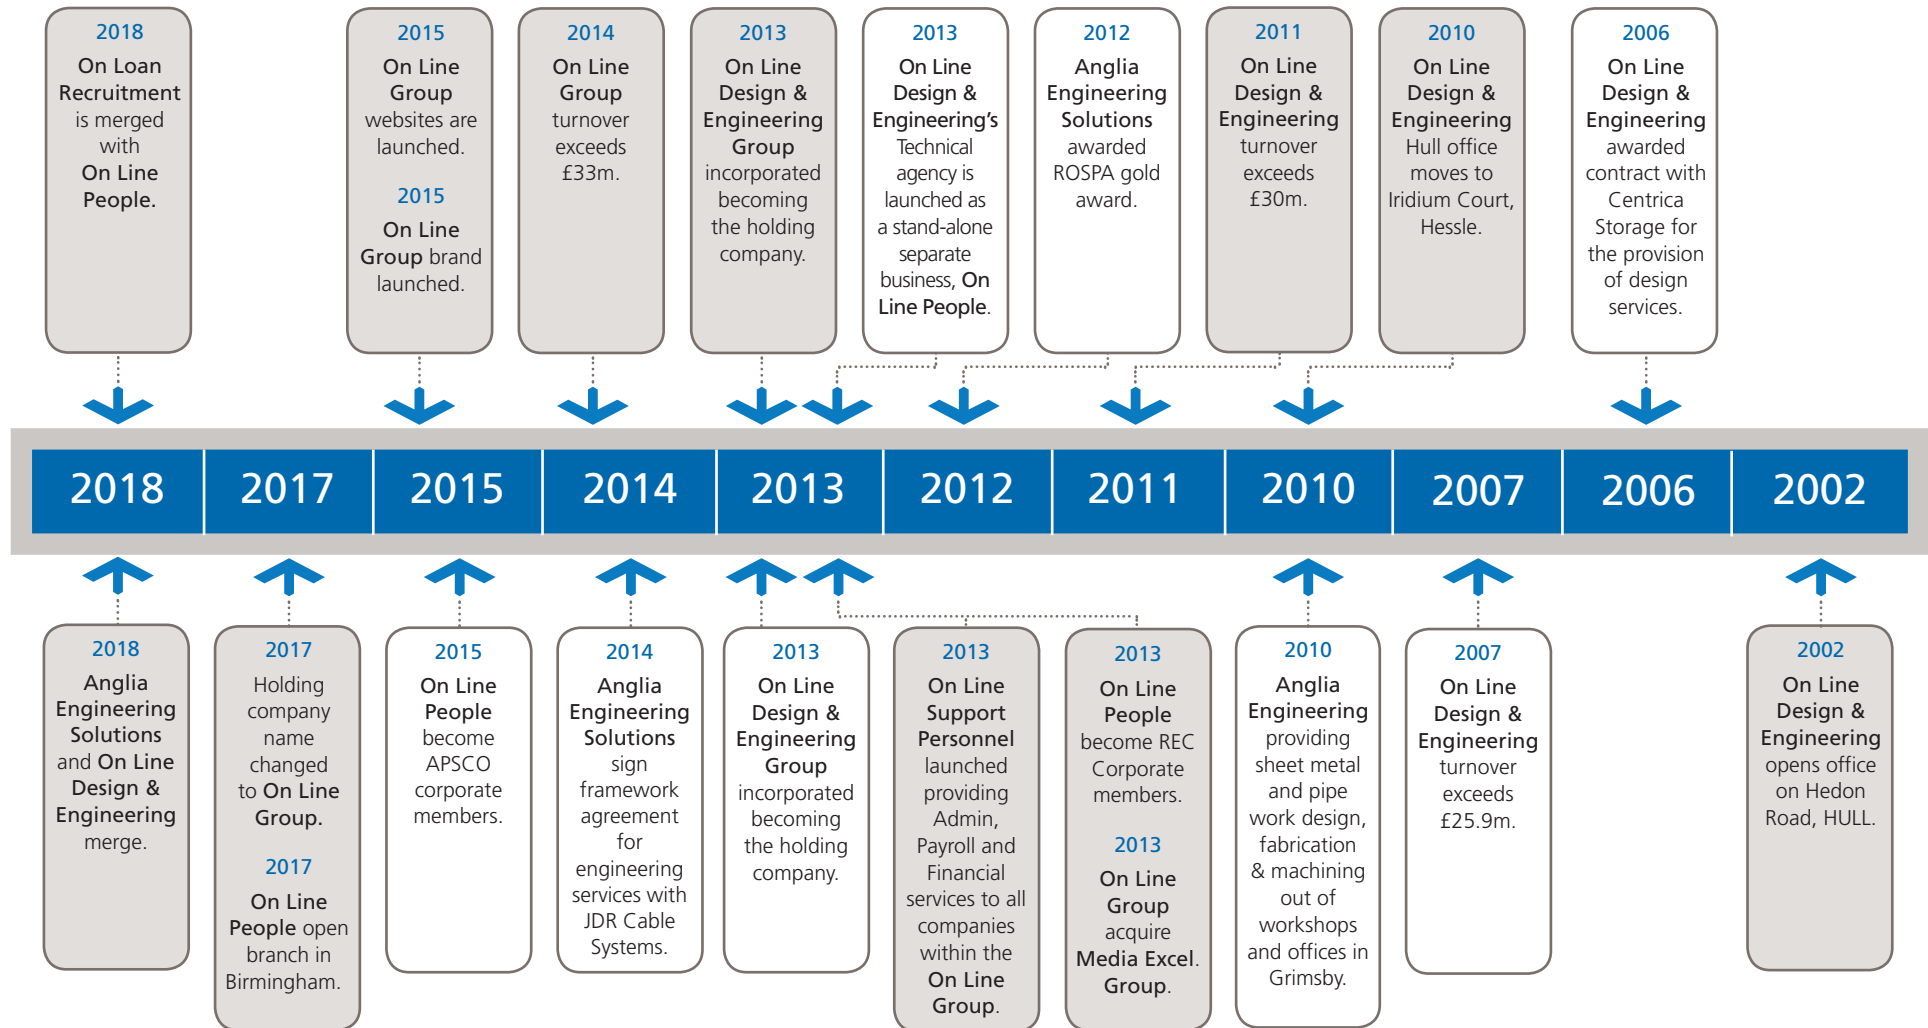 2018
On Loan
Recruitment
is merged
with
On Line
People.
2015
On Line
Group
websites are
launched.
2015
On Line
Group brand
launched.
2014
On Line
Group
turnover
exceeds
£33m.
2013
On Line
Design &
Engineering
Group
incorporated
becoming
the holding
company.
2013
On Line
Design &
Engineering's
Technical
agency is
launched as
a stand-alone
separate
business, On
Line People.
2012
Anglia
Engineering
Solutions
awarded
ROSPA gold
award.
2011
On Line
Design &
Engineering
turnover
exceeds
£30m.
2010
On Line
Design &
Engineering
Hull office
moves to
Iridium Court,
Hessle.
2006
On Line
Design &
Engineering
awarded
contract with
Centrica
Storage for
the provision
of design
services.
2018 2017 2015 2014 2013 2012 2011 2010 2007 2006 2002
2018
Anglia
Engineering
Solutions
and On Line
Design &
Engineering
merge.
2017
Holding
company
name
changed
to On Line
Group.
2017
On Line
People open
branch in
Birmingham.
2015
On Line
People
become
APSCO
corporate
members.
2014
Anglia
Engineering
Solutions
sign
framework
agreement
for
engineering
services with
JDR Cable
Systems.
2013
On Line
Design &
Engineering
Group
incorporated
becoming
the holding
company.
2013
On Line
Support
Personnel
launched
providing
Admin,
Payroll and
Financial
services to all
companies
within the
On Line
Group.
2013
On Line
People
become REC
Corporate
members.
2013
On Line
Group
acquire
Media Excel.
Group.
2010
Anglia
Engineering
providing
sheet metal
and pipe
work design,
fabrication
& machining
out of
workshops
and offices in
Grimsby.
2007
On Line
Design &
Engineering
turnover
exceeds
£25.9m.
2002
On Line
Design &
Engineering
opens office
on Hedon
Road, HULL.